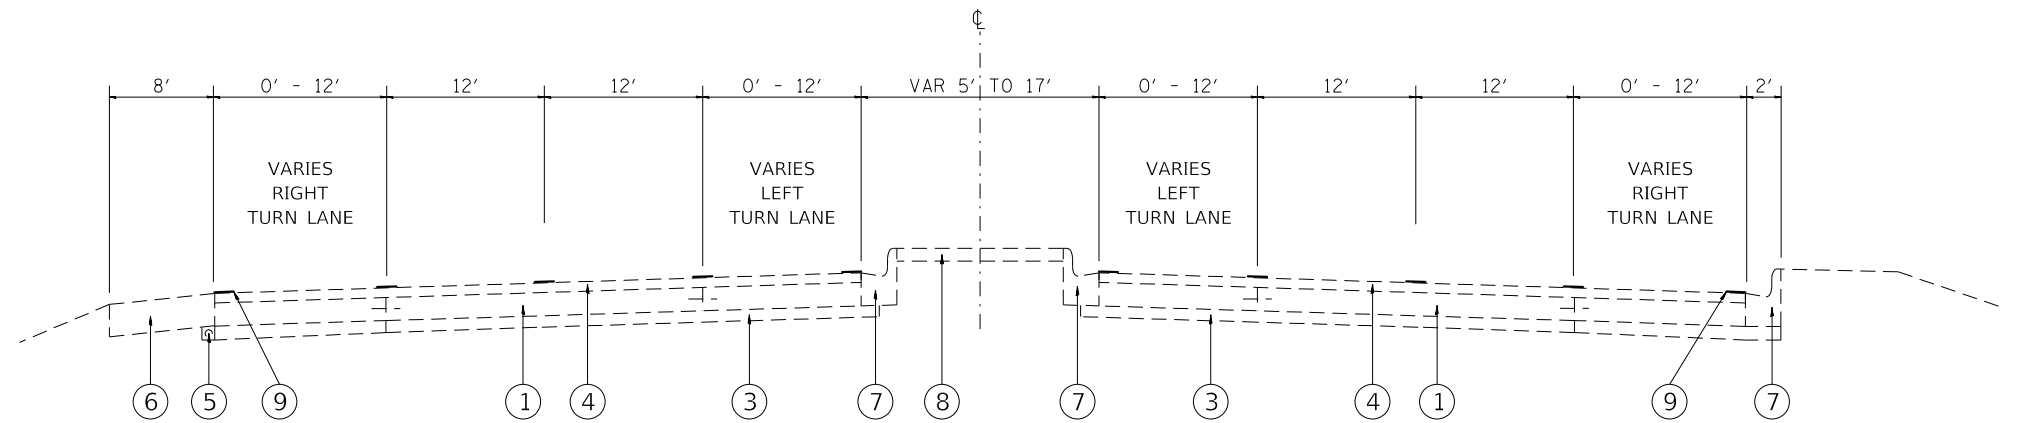 ℄
8' 0' - 12' 12' 12' 0' - 12' VAR 5' TO 17' 0' - 12' 12' 12' 0' - 12' 2'
VARIES
RIGHT
TURN LANE
VARIES
LEFT
TURN LANE
VARIES
LEFT
TURN LANE
VARIES
RIGHT
TURN LANE
6 5 9 1 4 3 7 8 7 3 4 1 9 7